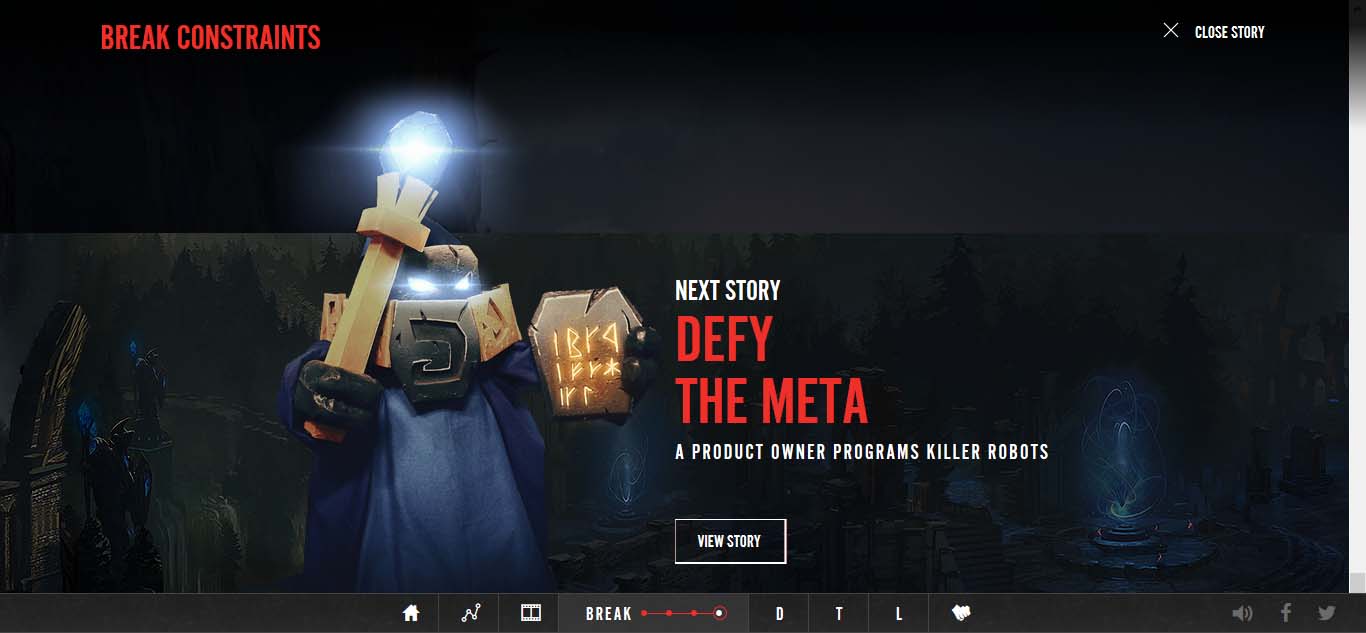 BREAK CONSTRAINTS
CLOSE STORY
NEXT STORY
DEFY
THE META
A PRODUCT OWNER PROGRAMS KILLER ROBOTS
VIEW STORY
BREAK
D
T
L